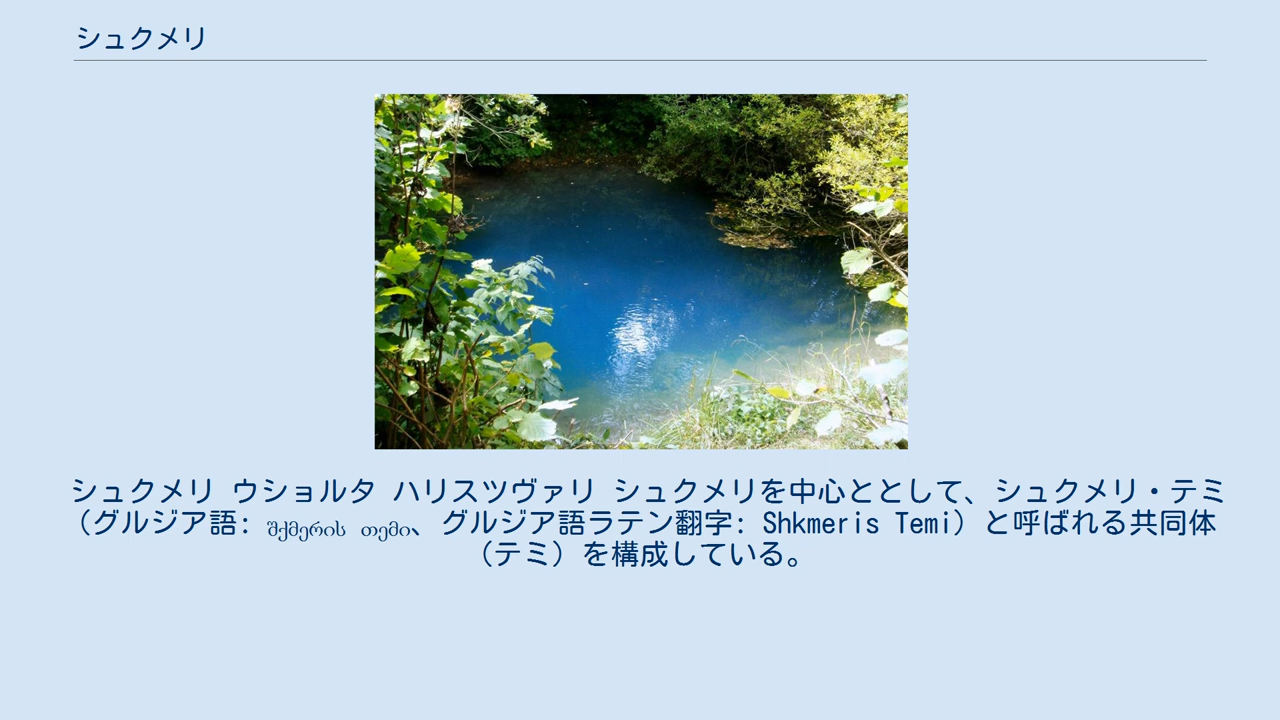 シュクメリ
シュクメリ ウショルタ ハリスツヴァリ シュクメリを中心ととして、シュクメリ・テミ
（グルジア語: შქმერის თემი、グルジア語ラテン翻字: Shkmeris Temi）と呼ばれる共同体
（テミ）を構成している。